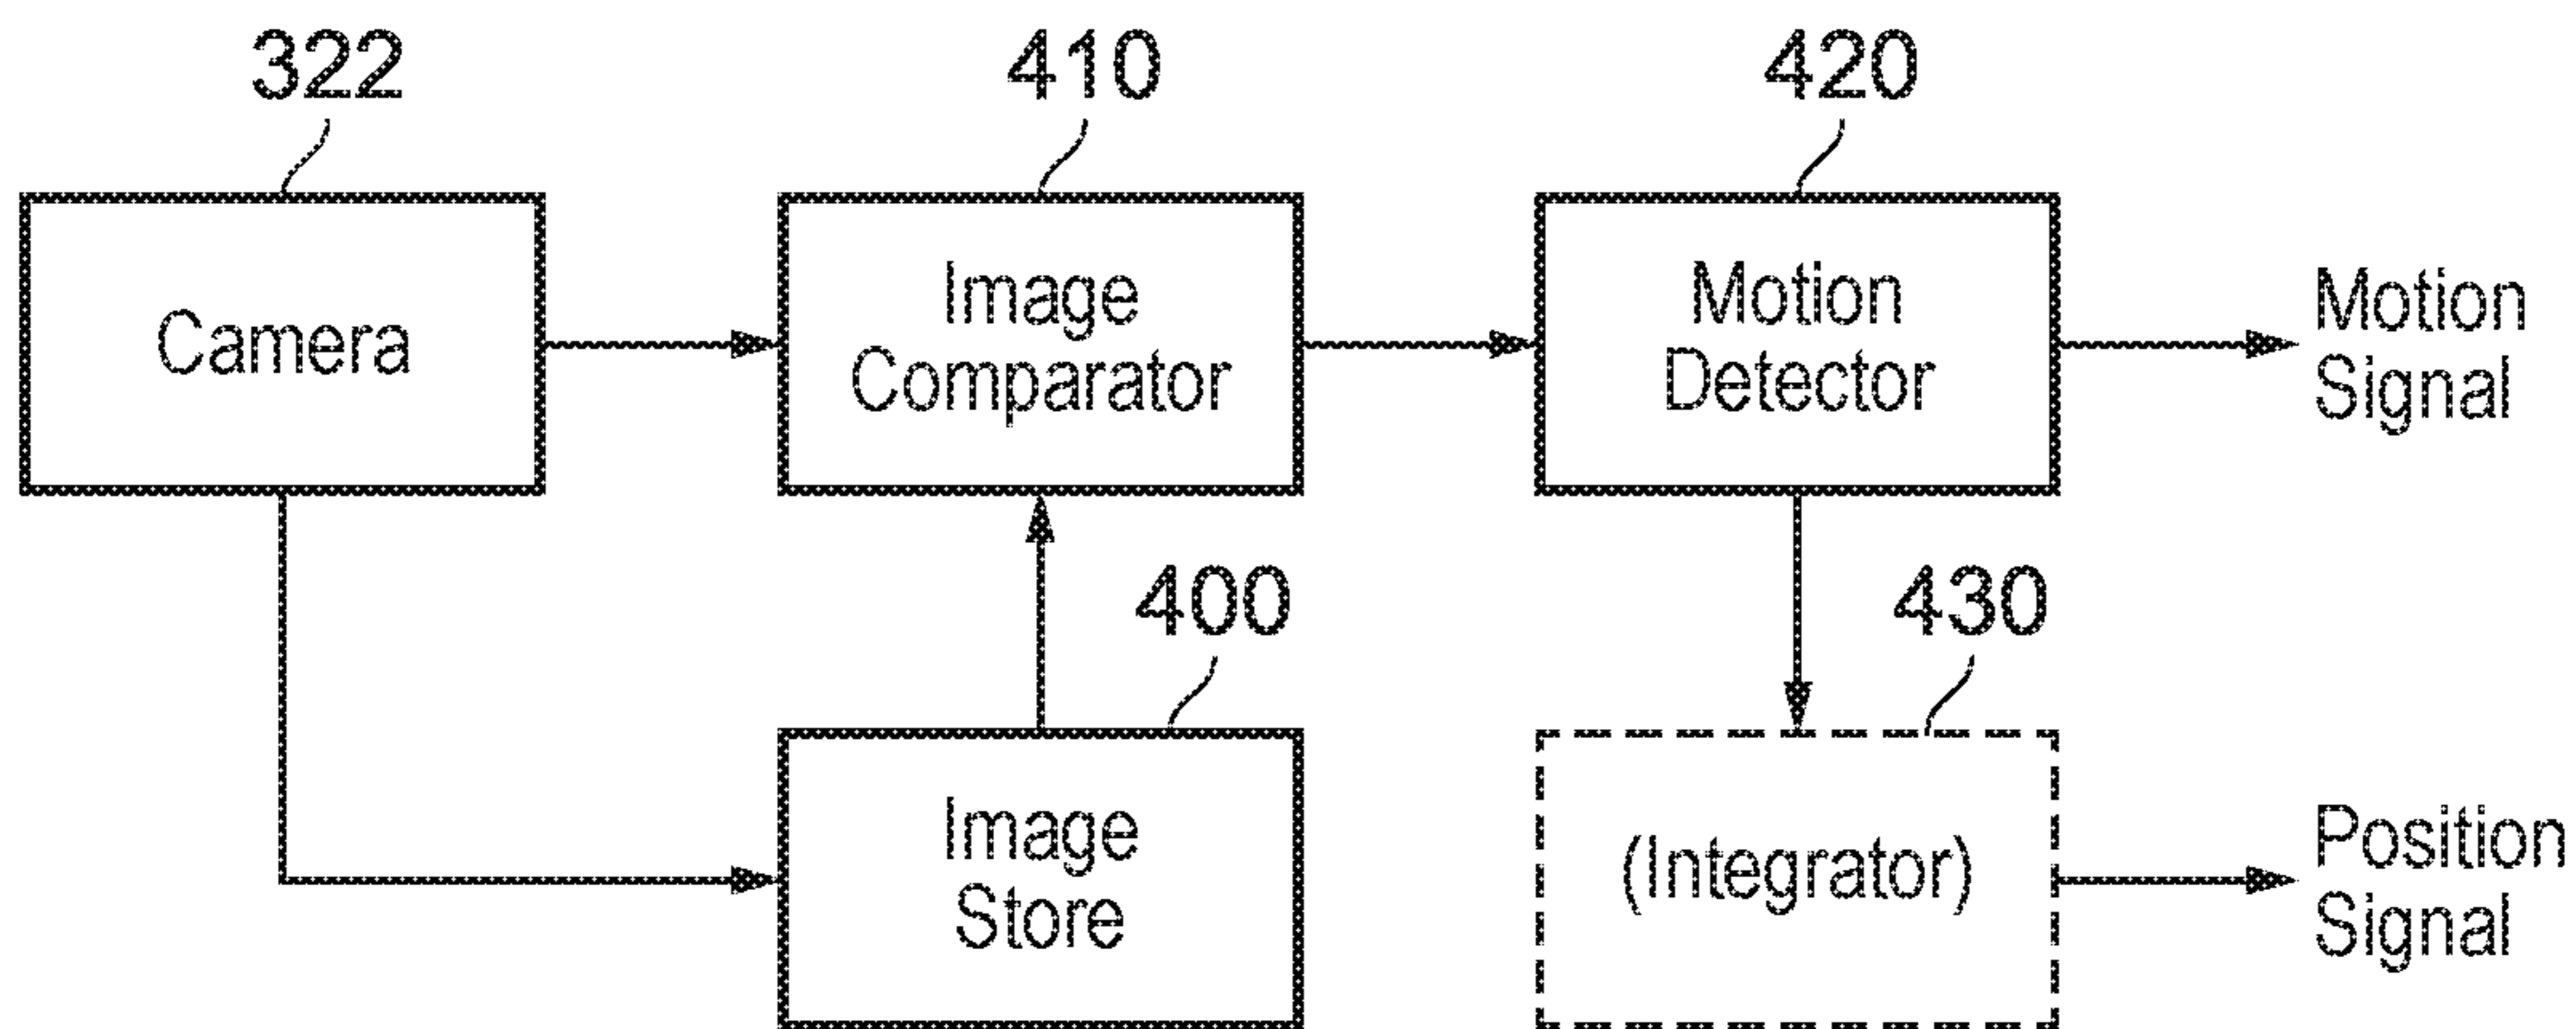 322
410
420
Camera
Image
Comparator
Motion
Detector
Motion
Signal
400
430
Image
Store
(Integrator)
Position
Signal